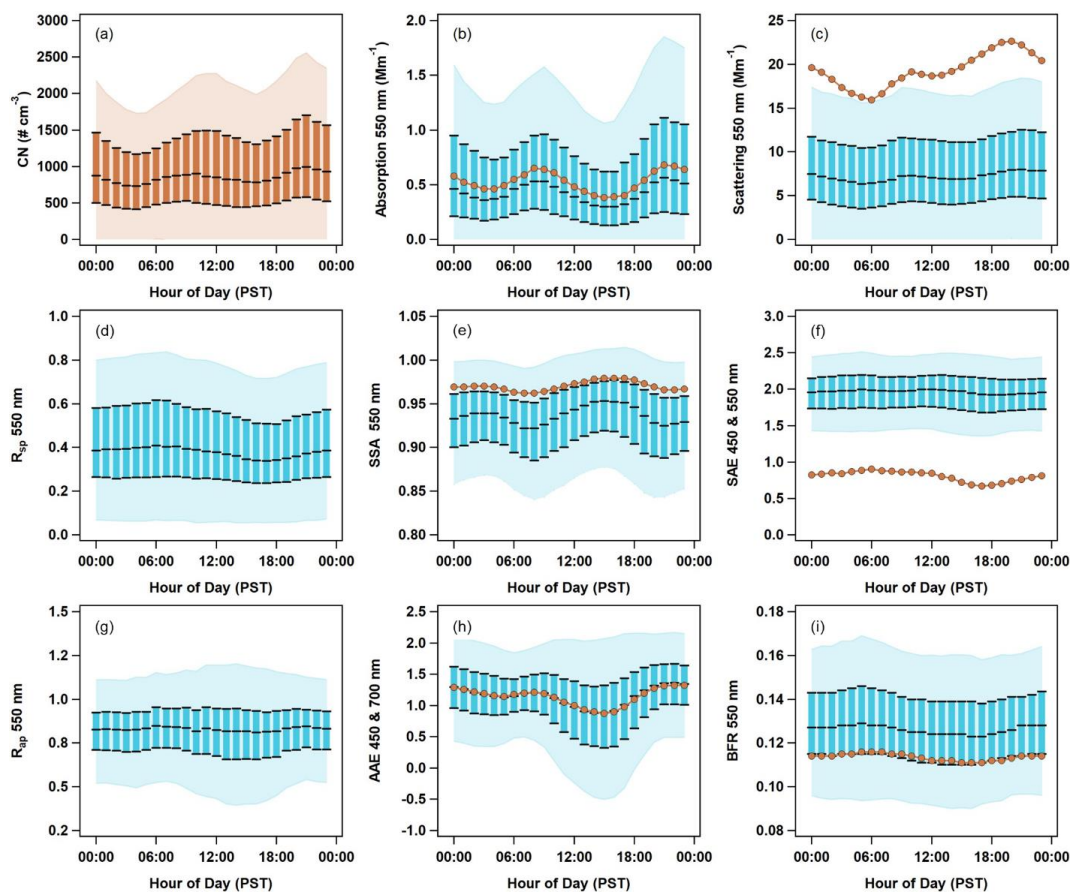 (a)
CN (# cm⁻³)
3000
2500
2000
1500
1000
500
0
00:00 06:00 12:00 18:00 00:00
Hour of Day (PST)
(b)
Absorption 550 nm (Mm⁻¹)
2.0
1.5
1.0
0.5
0.0
00:00 06:00 12:00 18:00 00:00
Hour of Day (PST)
(c)
Scattering 550 nm (Mm⁻¹)
25
20
15
10
5
0
00:00 06:00 12:00 18:00 00:00
Hour of Day (PST)
(d)
Rsp 550 nm
1.0
0.8
0.6
0.4
0.2
0.0
00:00 06:00 12:00 18:00 00:00
Hour of Day (PST)
(e)
SSA 550 nm
1.05
1.00
0.95
0.90
0.85
0.80
00:00 06:00 12:00 18:00 00:00
Hour of Day (PST)
(f)
SAE 450 & 550 nm
3.0
2.5
2.0
1.5
1.0
0.5
0.0
00:00 06:00 12:00 18:00 00:00
Hour of Day (PST)
(g)
Rap 550 nm
1.5
1.2
1.0
0.8
0.5
0.2
00:00 06:00 12:00 18:00 00:00
Hour of Day (PST)
(h)
AAE 450 & 700 nm
2.5
2.0
1.5
1.0
0.5
0.0
-0.5
-1.0
00:00 06:00 12:00 18:00 00:00
Hour of Day (PST)
(i)
BFR 550 nm
0.18
0.16
0.14
0.12
0.10
0.08
00:00 06:00 12:00 18:00 00:00
Hour of Day (PST)